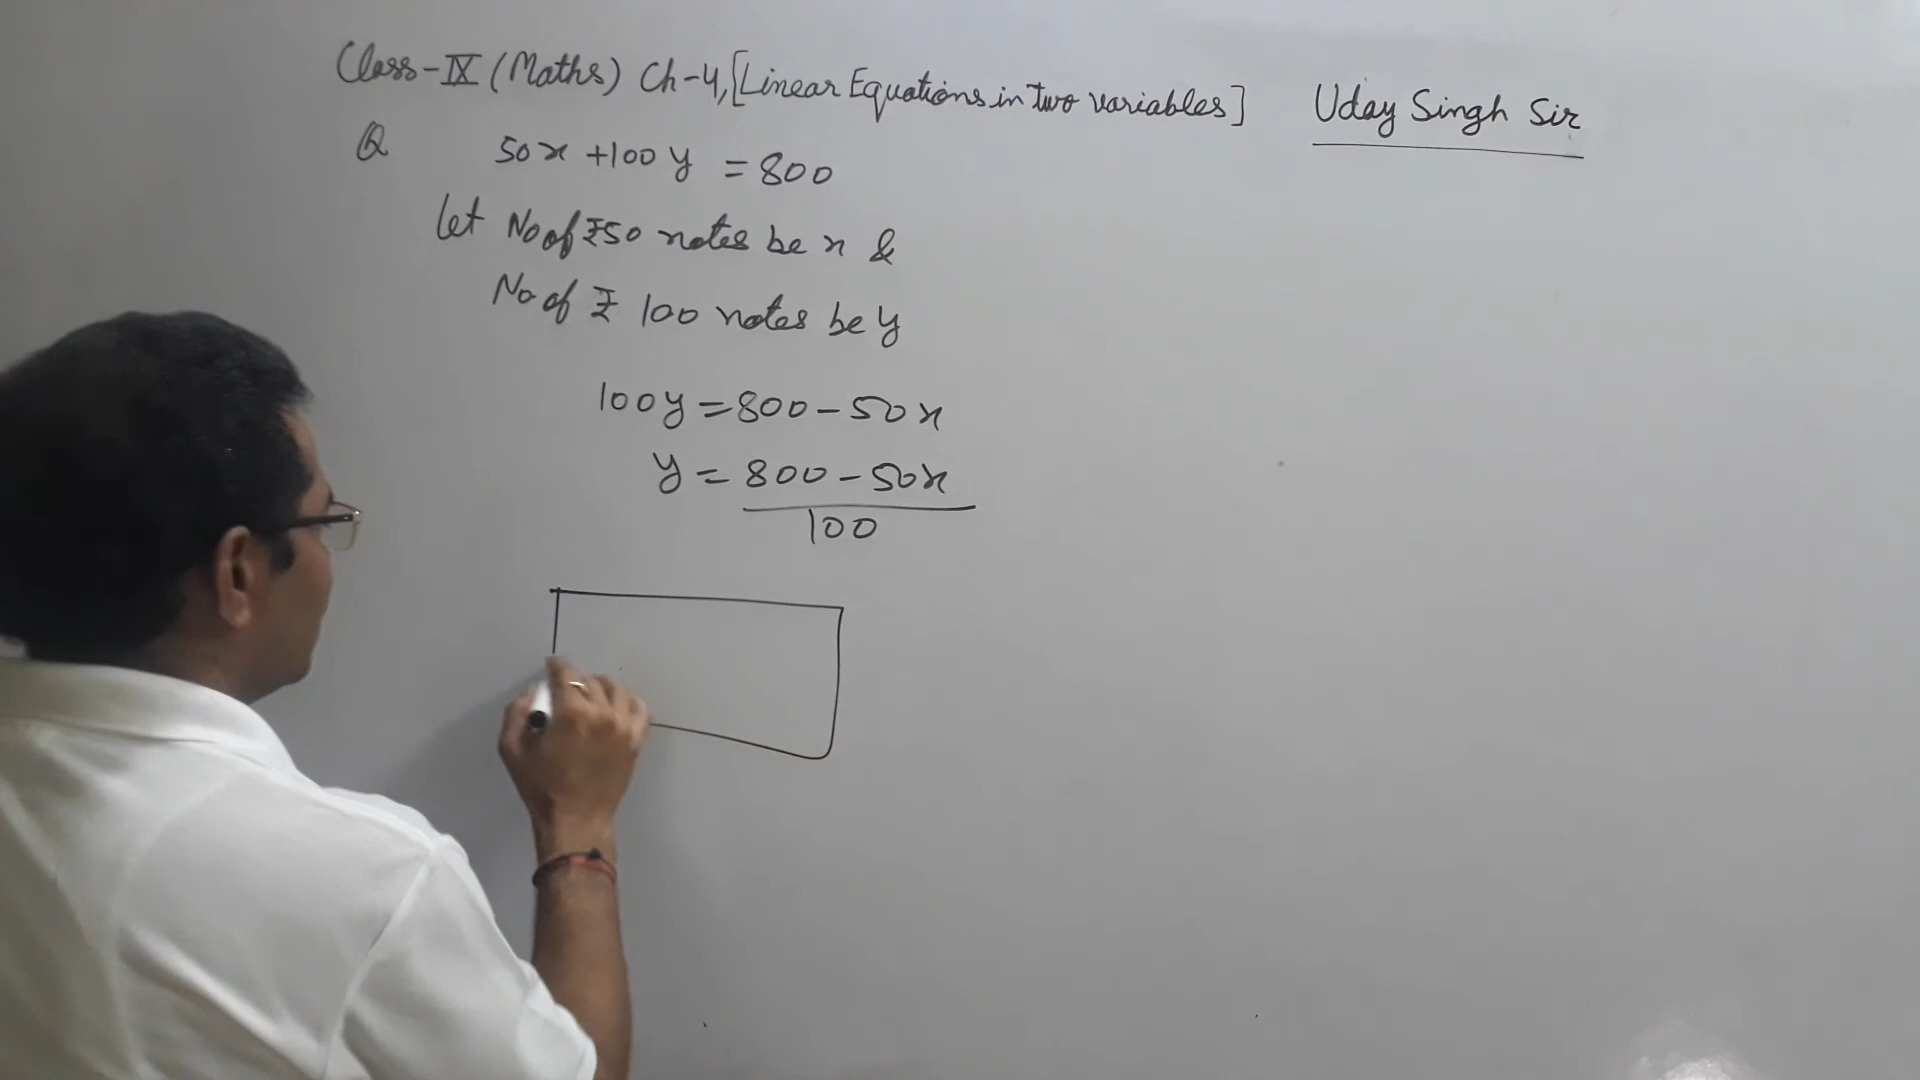 Class-IX (Maths) Ch-4, [Linear Equations in Two variables]
Uday Singh Sir
Q 50x + 100y = 800
Let No of ₹50 notes be x &
No of ₹ 100 notes be y
100y = 800 - 50x
y = 800 - 50x
100